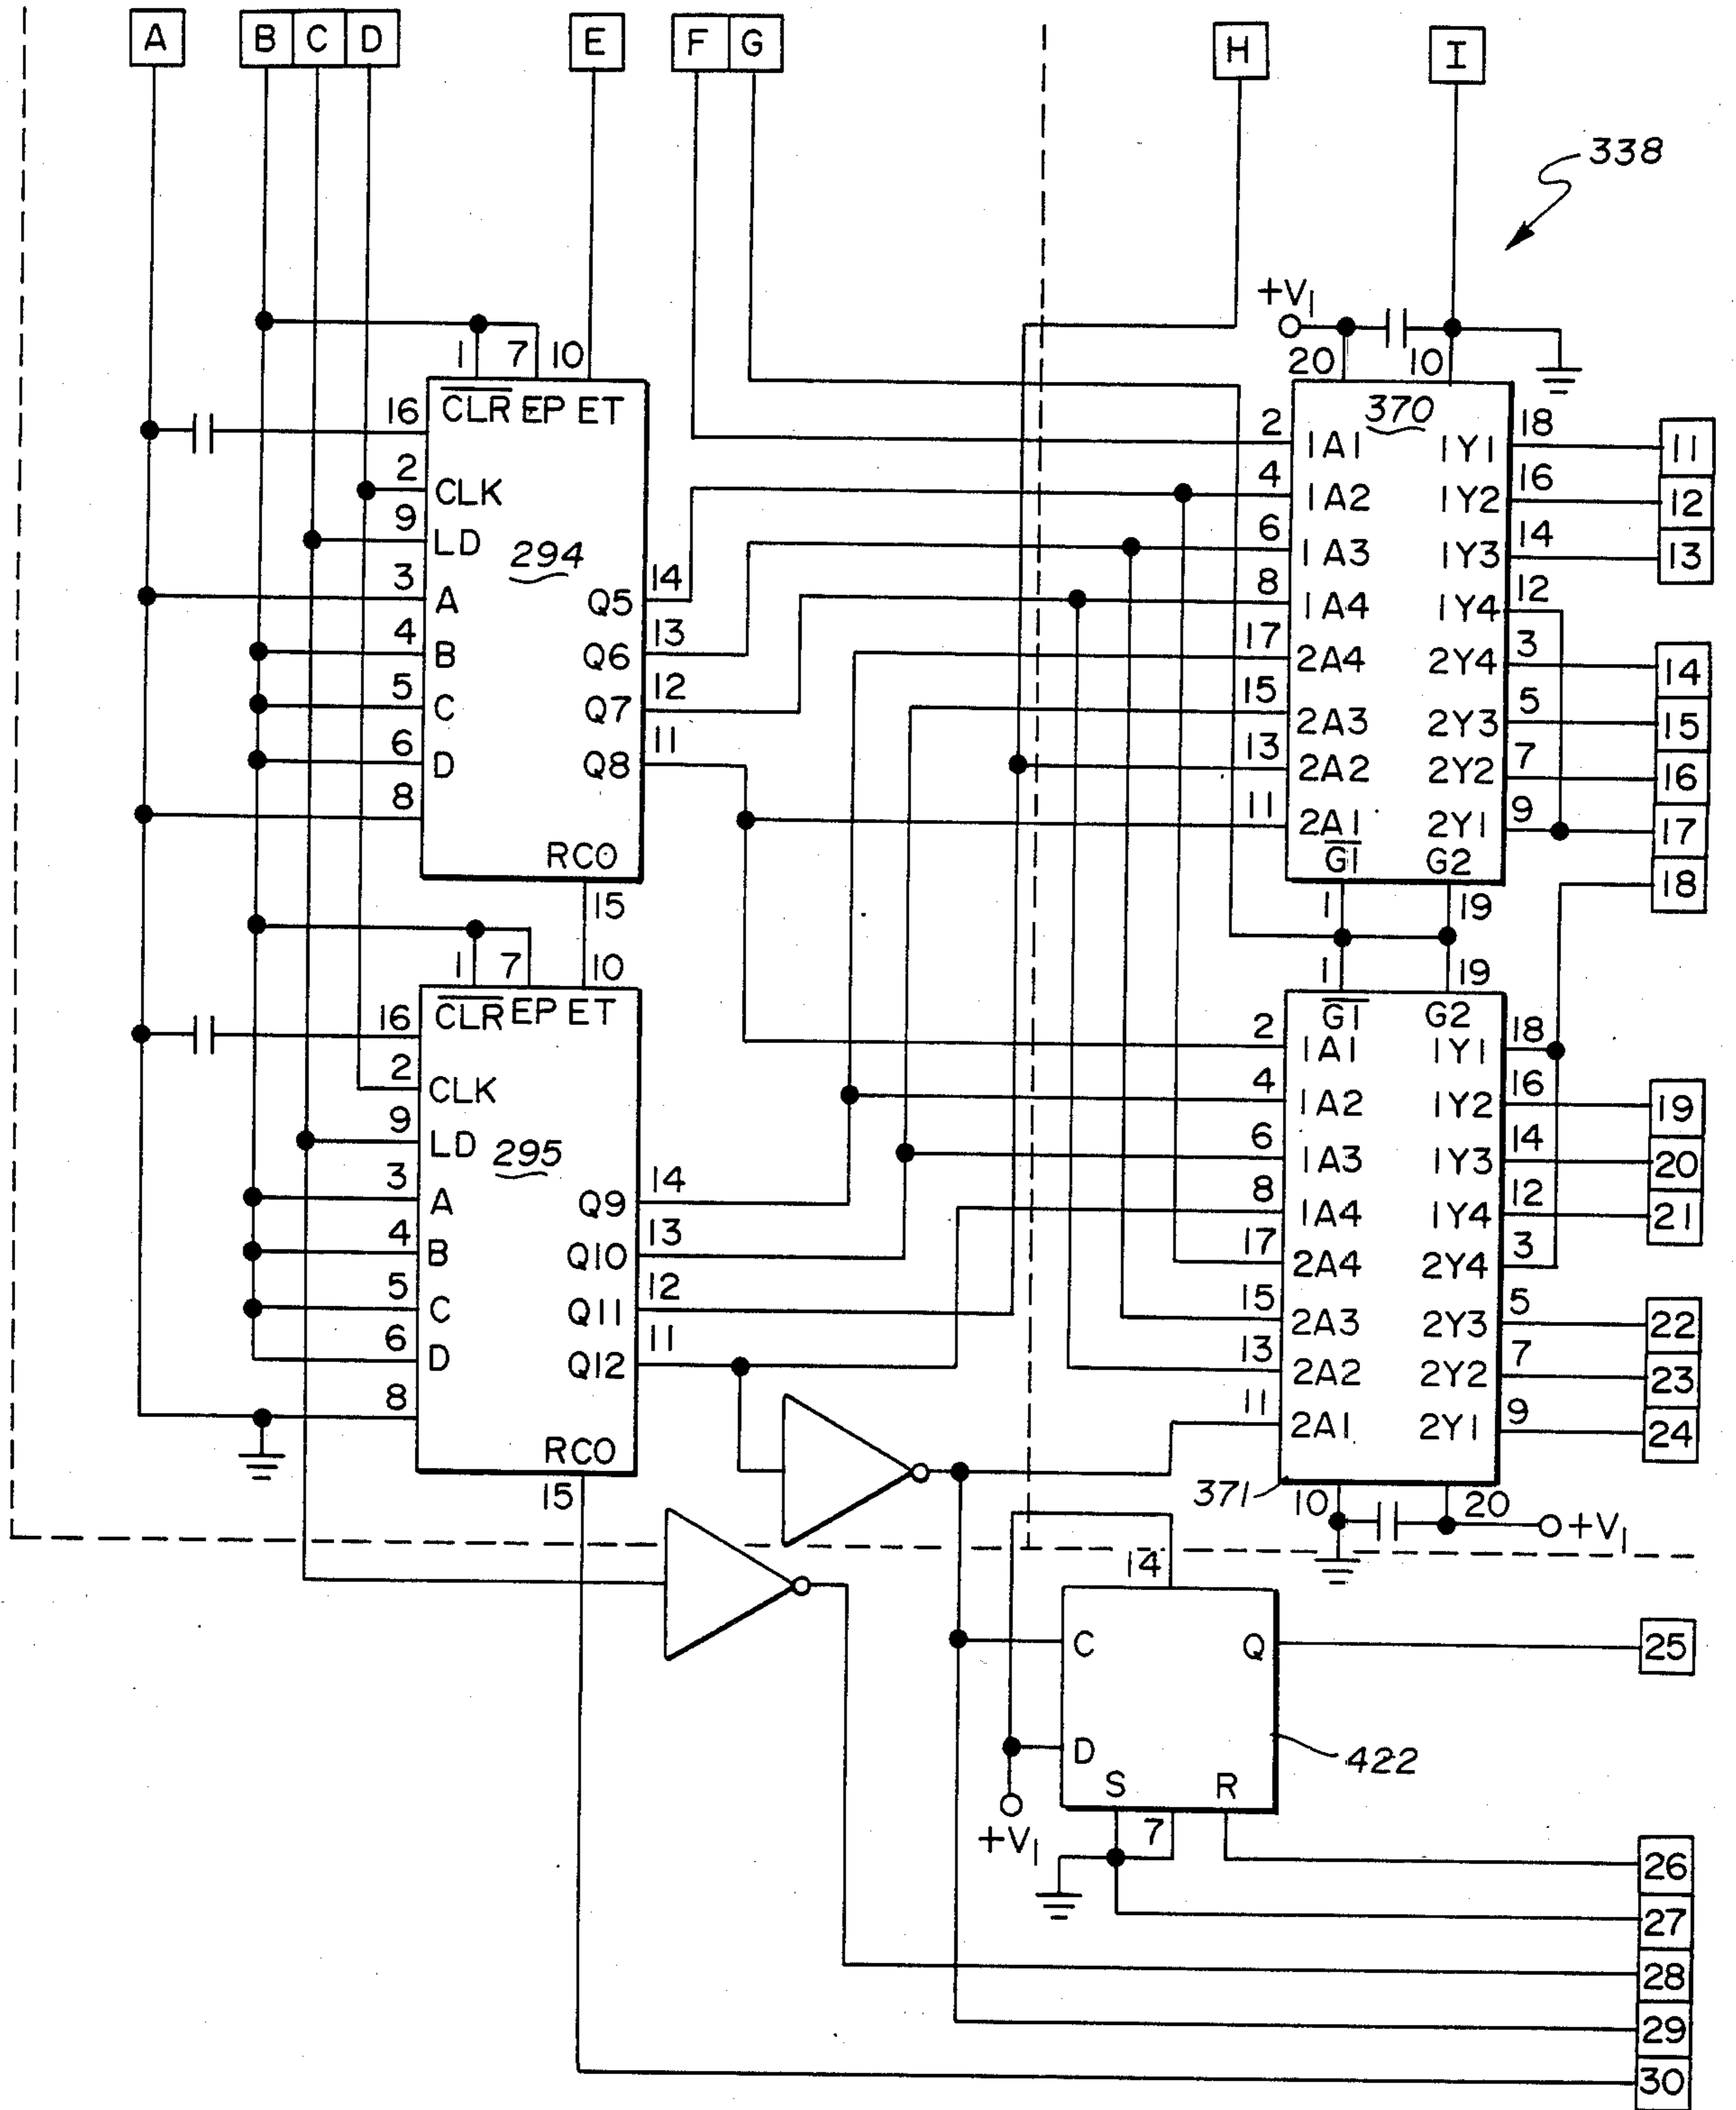 A B C D E F G H I
338
+V1
1 7 10 20 10
CLR EP ET 370
16 2 1A1 1Y1 18 11
2 CLK 4 1A2 1Y2 16 12
9 LD 294 6 1A3 1Y3 14 13
3 A Q5 14 8 1A4 1Y4 12
4 B Q6 13 17 2A4 2Y4 3 14
5 C Q7 12 15 2A3 2Y3 5 15
6 D Q8 11 13 2A2 2Y2 7 16
8 11 2A1 2Y1 9 17
RCO G1 G2 18
15 1 19
1 7 10 1 19
CLR EP ET G1 G2
16 2 1A1 1Y1 18
2 CLK 4 1A2 1Y2 16 19
9 LD 295 6 1A3 1Y3 14 20
3 A Q9 14 8 1A4 1Y4 12 21
4 B Q10 13 17 2A4 2Y4 3
5 C Q11 12 15 2A3 2Y3 5 22
6 D Q12 11 13 2A2 2Y2 7 23
8 11 2A1 2Y1 9 24
RCO
15 371 10 20 +V1
14
C Q 25
D 422
S R
+V1 7
26
27
28
29
30